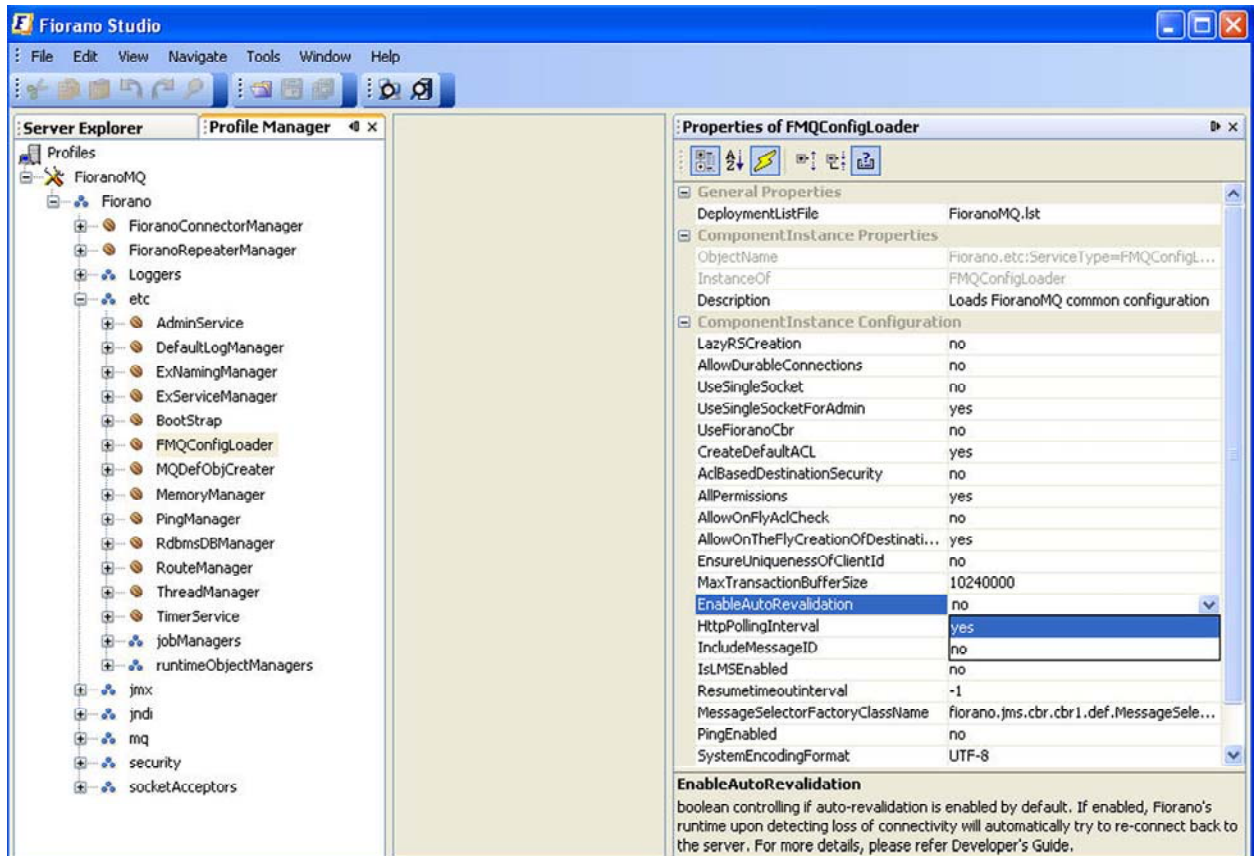 Fiorano Studio
File Edit View Navigate Tools Window Help
Server Explorer Profile Manager
Profiles
FioranoMQ
Fiorano
FioranoConnectorManager
FioranoRepeaterManager
Loggers
etc
AdminService
DefaultLogManager
ExNamingManager
ExServiceManager
BootStrap
FMQConfigLoader
MQDefObjCreater
MemoryManager
PingManager
RdbmsDBManager
RouteManager
ThreadManager
TimerService
jobManagers
runtimeObjectManagers
jmx
jndi
mq
security
socketAcceptors
Properties of FMQConfigLoader
General Properties
DeploymentListFile FioranoMQ.lst
ComponentInstance Properties
ObjectName Fiorano.etc:ServiceType=FMQConfigL...
InstanceOf FMQConfigLoader
Description Loads FioranoMQ common configuration
ComponentInstance Configuration
LazyRSCreation no
AllowDurableConnections no
UseSingleSocket no
UseSingleSocketForAdmin yes
UseFioranoCbr no
CreateDefaultACL yes
AclBasedDestinationSecurity no
AllPermissions yes
AllowOnFlyAclCheck no
AllowOnTheFlyCreationOfDestinati... yes
EnsureUniquenessOfClientId no
MaxTransactionBufferSize 10240000
EnableAutoRevalidation no
HttpPollingInterval yes
IncludeMessageID no
IsLMSEnabled no
Resumetimeoutinterval -1
MessageSelectorFactoryClassName fiorano.jms.cbr.cbr1.def.MessageSele...
PingEnabled no
SystemEncodingFormat UTF-8
EnableAutoRevalidation
boolean controlling if auto-revalidation is enabled by default. If enabled, Fiorano's
runtime upon detecting loss of connectivity will automatically try to re-connect back to
the server. For more details, please refer Developer's Guide.